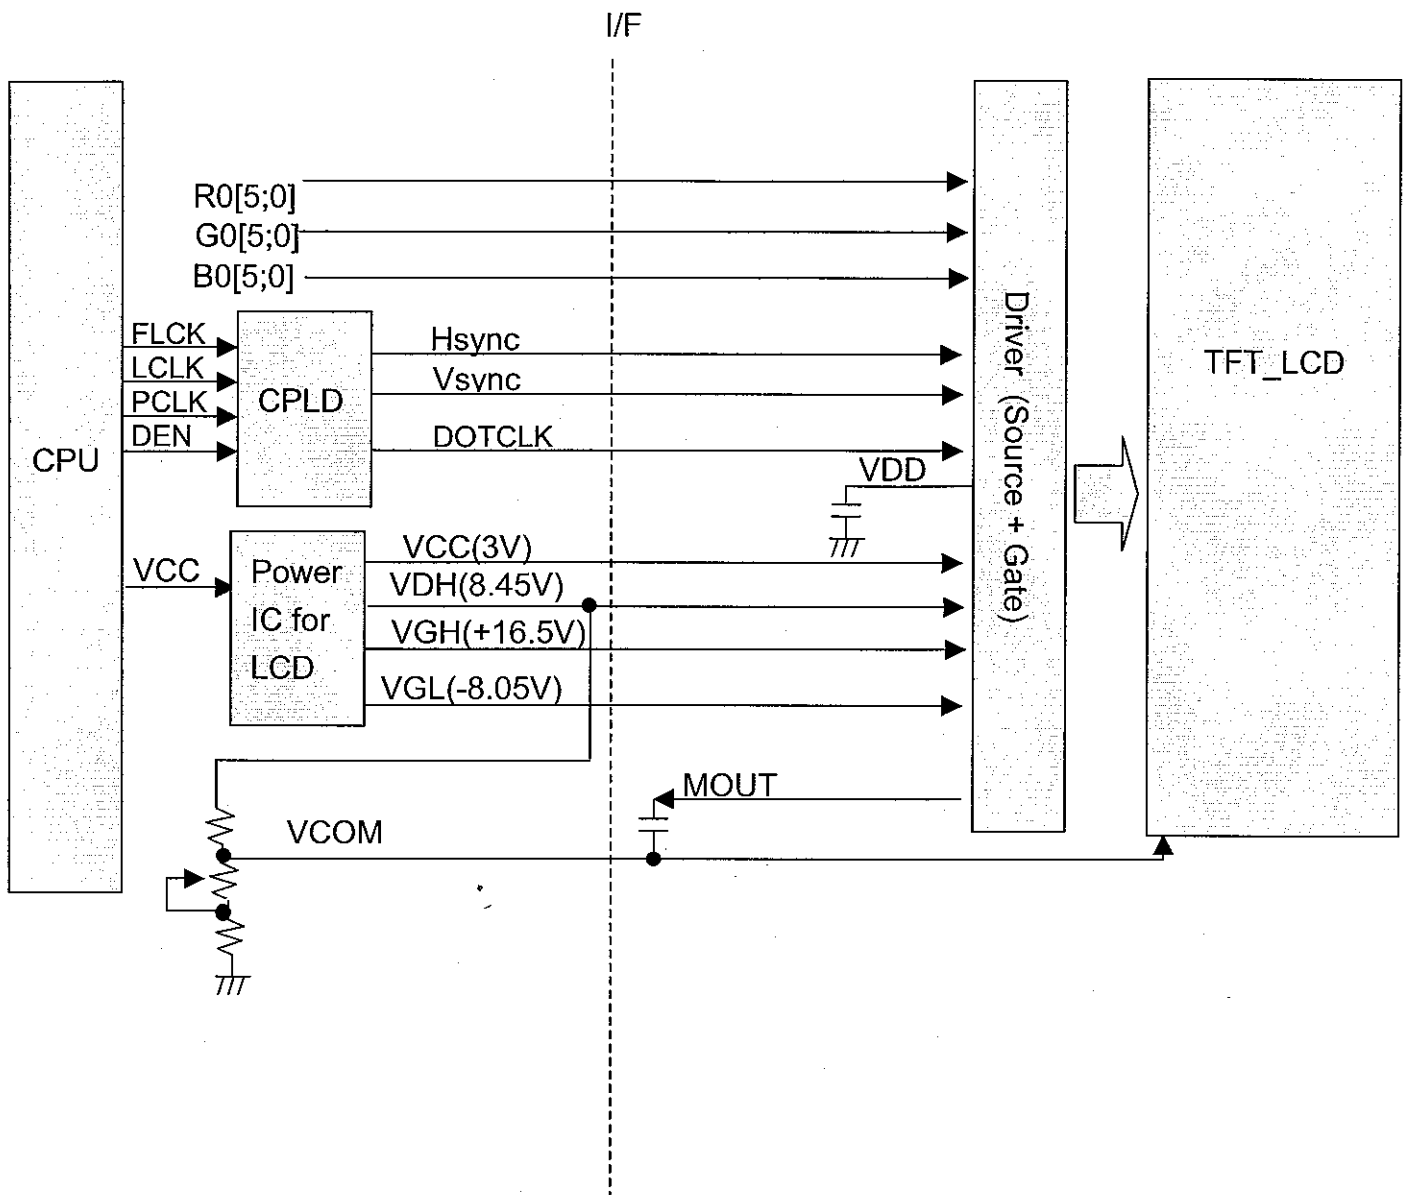 I/F
R0[5;0]
G0[5;0]
B0[5;0]
FLCK
LCLK
PCLK
DEN
CPU
CPLD
Hsync
Vsync
DOTCLK
VDD
Driver (Source + Gate)
TFT_LCD
VCC
Power
IC for
LCD
VCC(3V)
VDH(8.45V)
VGH(+16.5V)
VGL(-8.05V)
MOUT
VCOM